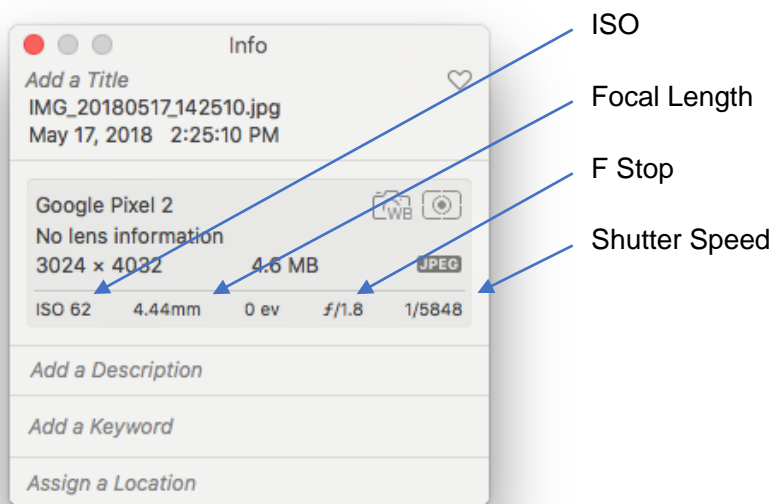 ISO
Info
Add a Title
IMG_20180517_142510.jpg
Focal Length
May 17, 2018 2:25:10 PM
F Stop
Google Pixel 2
WB
No lens information
Shutter Speed
3024 × 4032 4.6 MB JPEG
ISO 62 4.44mm 0 ev ƒ/1.8 1/5848
Add a Description
Add a Keyword
Assign a Location